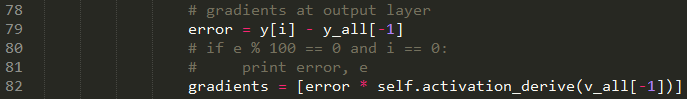 78 # gradients at output layer
79 error = y[i] - y_all[-1]
80 # if e % 100 == 0 and i == 0:
81 #     print error, e
82 gradients = [error * self.activation_derive(v_all[-1])]